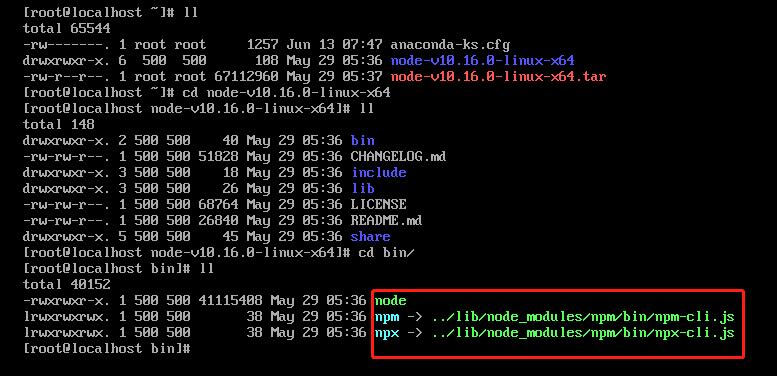 [root@localhost ~]# ll
total 65544
-rw-------. 1 root root     1257 Jun 13 07:47 anaconda-ks.cfg
drwxrwxr-x. 6  500  500      108 May 29 05:36 node-v10.16.0-linux-x64
-rw-r--r--. 1 root root 67112960 May 29 05:37 node-v10.16.0-linux-x64.tar
[root@localhost ~]# cd node-v10.16.0-linux-x64
[root@localhost node-v10.16.0-linux-x64]# ll
total 148
drwxrwxr-x. 2 500 500    40 May 29 05:36 bin
-rw-rw-r--. 1 500 500 51828 May 29 05:36 CHANGELOG.md
drwxrwxr-x. 3 500 500    18 May 29 05:36 include
drwxrwxr-x. 3 500 500    26 May 29 05:36 lib
-rw-rw-r--. 1 500 500 68764 May 29 05:36 LICENSE
-rw-rw-r--. 1 500 500 26840 May 29 05:36 README.md
drwxrwxr-x. 5 500 500    45 May 29 05:36 share
[root@localhost node-v10.16.0-linux-x64]# cd bin/
[root@localhost bin]# ll
total 40152
-rwxrwxr-x. 1 500 500 41115408 May 29 05:36 node
lrwxrwxrwx. 1 500 500       38 May 29 05:36 npm -> ../lib/node_modules/npm/bin/npm-cli.js
lrwxrwxrwx. 1 500 500       38 May 29 05:36 npx -> ../lib/node_modules/npm/bin/npx-cli.js
[root@localhost bin]#